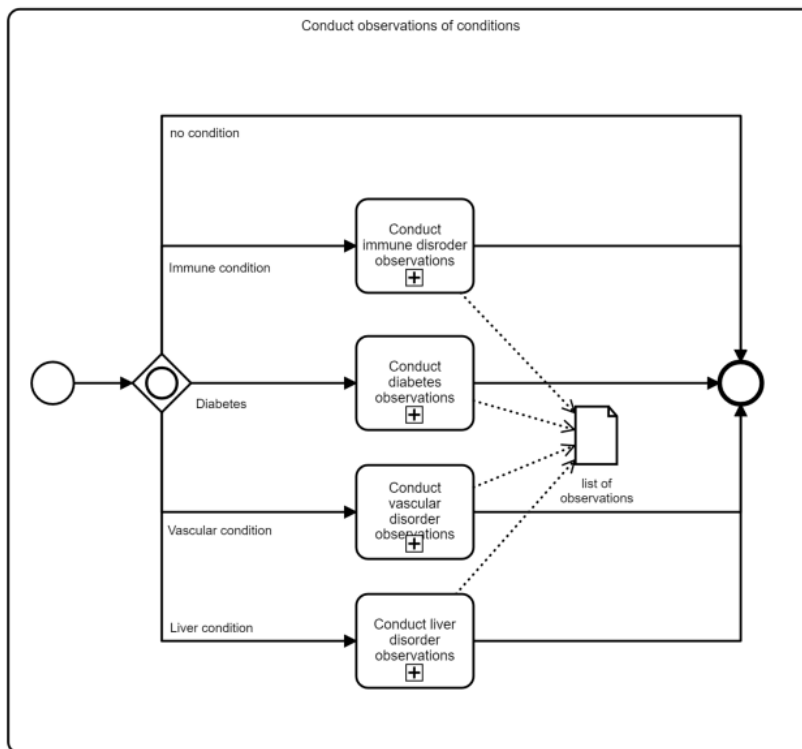 Conduct observations of conditions
no condition
Conduct
immune disroder
observations
Immune condition
Conduct
diabetes
observations
Diabetes
list of
observations
Conduct
vascular
disorder
observations
Vascular condition
Liver condition
Conduct liver
disorder
observations